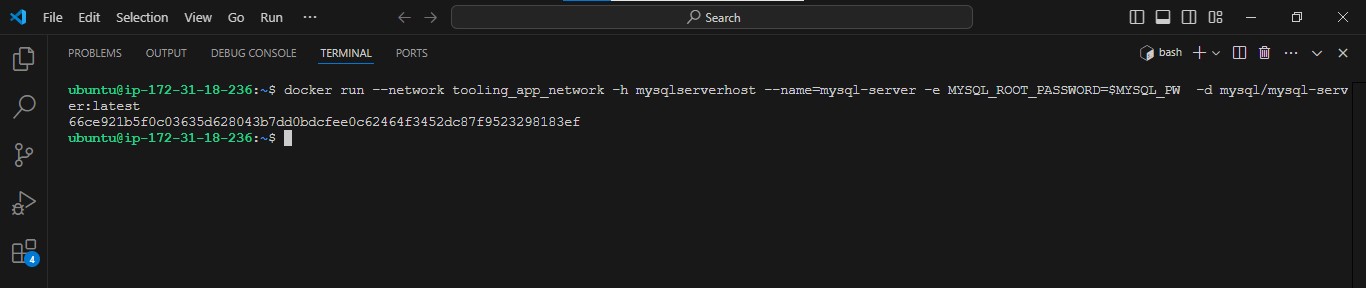 File Edit Selection View Go Run ··· Search
PROBLEMS OUTPUT DEBUG CONSOLE TERMINAL PORTS bash
ubuntu@ip-172-31-18-236:~$ docker run --network tooling_app_network -h mysqlserverhost --name=mysql-server -e MYSQL_ROOT_PASSWORD=$MYSQL_PW  -d mysql/mysql-serv
er:latest
66ce921b5f0c03635d628043b7dd0bdcfee0c62464f3452dc87f9523298183ef
ubuntu@ip-172-31-18-236:~$
4